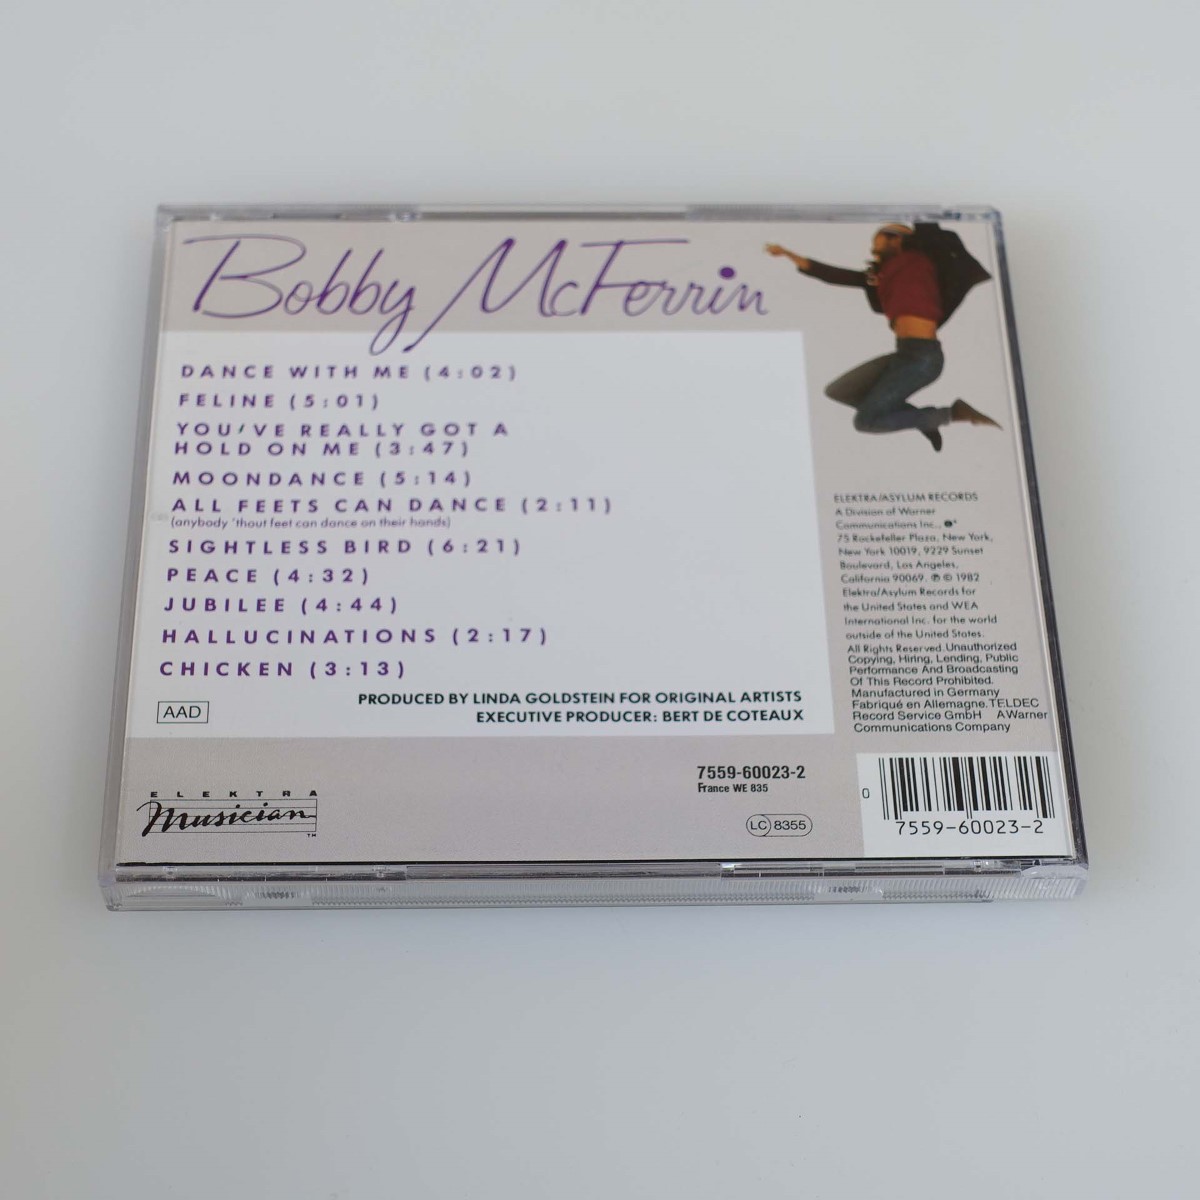 Bobby McFerrin
DANCE WITH ME (4:02)
FELINE (5:01)
YOU'VE REALLY GOT A
HOLD ON ME (3:47)
MOONDANCE (5:14)
ALL FEETS CAN DANCE (2:11)
(anybody 'thout feet can dance on their hands)
SIGHTLESS BIRD (6:21)
PEACE (4:32)
JUBILEE (4:44)
HALLUCINATIONS (2:17)
CHICKEN (3:13)
PRODUCED BY LINDA GOLDSTEIN FOR ORIGINAL ARTISTS
EXECUTIVE PRODUCER: BERT DE COTEAUX
AAD
ELEKTRA/ASYLUM RECORDS
A Division of Warner
Communications Inc.,
75 Rockefeller Plaza, New York,
New York 10019, 9229 Sunset
Boulevard, Los Angeles,
California 90069. ℗ © 1982
Elektra/Asylum Records for
the United States and WEA
International Inc. for the world
outside of the United States.
All Rights Reserved. Unauthorized
Copying, Hiring, Lending, Public
Performance And Broadcasting
Of This Record Prohibited.
Manufactured in Germany
Fabriqué en Allemagne. TELDEC
Record Service GmbH A Warner
Communications Company
ELEKTRA
Musician
TM
7559-60023-2
France WE 835
LC 8355
0
7559-60023-2